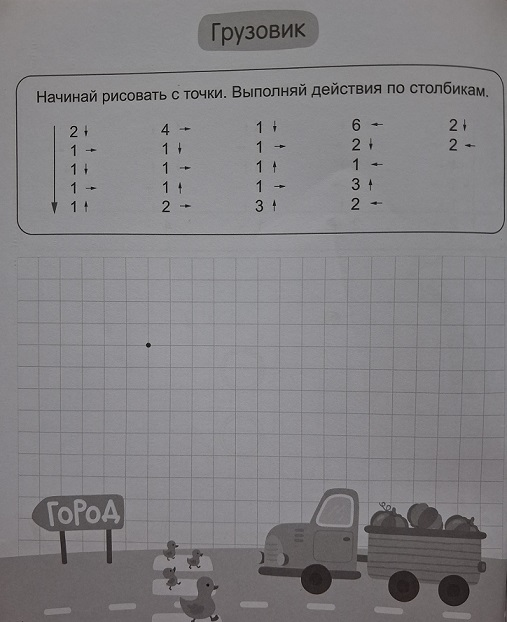 Грузовик
Начинай рисовать с точки. Выполняй действия по столбикам.
2↓ 4→ 1↓ 6← 2↓
1→ 1↓ 1→ 2↓ 2←
1↓ 1→ 1↑ 1←
1→ 1↑ 1→ 3↑
1↑ 2→ 3↑ 2←
ГОРОД